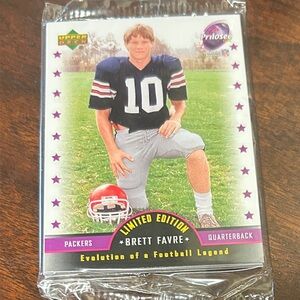 UPPER DECK
Prilosec
10
LIMITED EDITION
PACKERS
★BRETT FAVRE★
QUARTERBACK
Evolution of a Football Legend